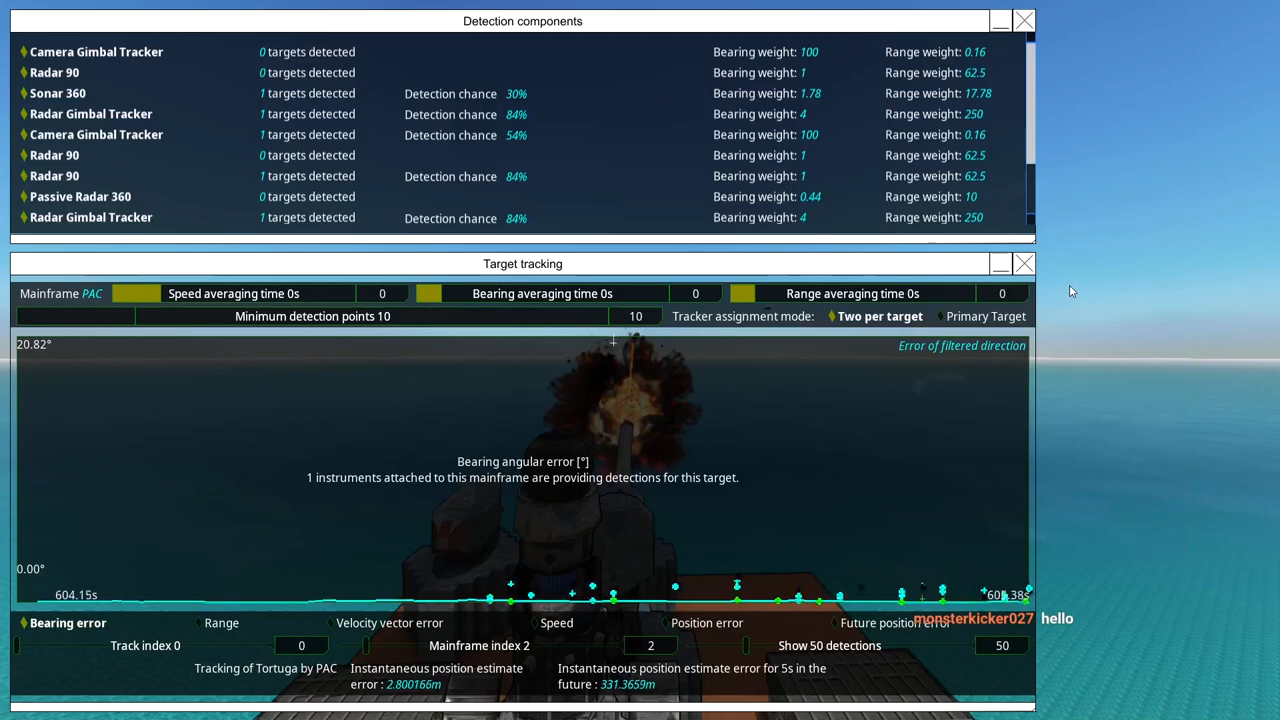 Detection components
Camera Gimbal Tracker 0 targets detected Bearing weight: 100 Range weight: 0.16
Radar 90 0 targets detected Bearing weight: 1 Range weight: 62.5
Sonar 360 1 targets detected Detection chance 30% Bearing weight: 1.78 Range weight: 17.78
Radar Gimbal Tracker 1 targets detected Detection chance 84% Bearing weight: 4 Range weight: 250
Camera Gimbal Tracker 1 targets detected Detection chance 54% Bearing weight: 100 Range weight: 0.16
Radar 90 0 targets detected Bearing weight: 1 Range weight: 62.5
Radar 90 1 targets detected Detection chance 84% Bearing weight: 1 Range weight: 62.5
Passive Radar 360 0 targets detected Bearing weight: 0.44 Range weight: 10
Radar Gimbal Tracker 1 targets detected Detection chance 84% Bearing weight: 4 Range weight: 250
Target tracking
Mainframe PAC Speed averaging time 0s 0 Bearing averaging time 0s 0 Range averaging time 0s 0
Minimum detection points 10 10 Tracker assignment mode: Two per target Primary Target
20.82° Error of filtered direction
Bearing angular error [°]
1 instruments attached to this mainframe are providing detections for this target.
0.00°
604.15s
monsterkicker027 hello
Bearing error Range Velocity vector error Speed Position error Future position error
Track index 0 0 Mainframe index 2 2 Show 50 detections 50
Tracking of Tortuga by PAC Instantaneous position estimate Instantaneous position estimate error for 5s in the
error : 2.800166m future : 331.3659m